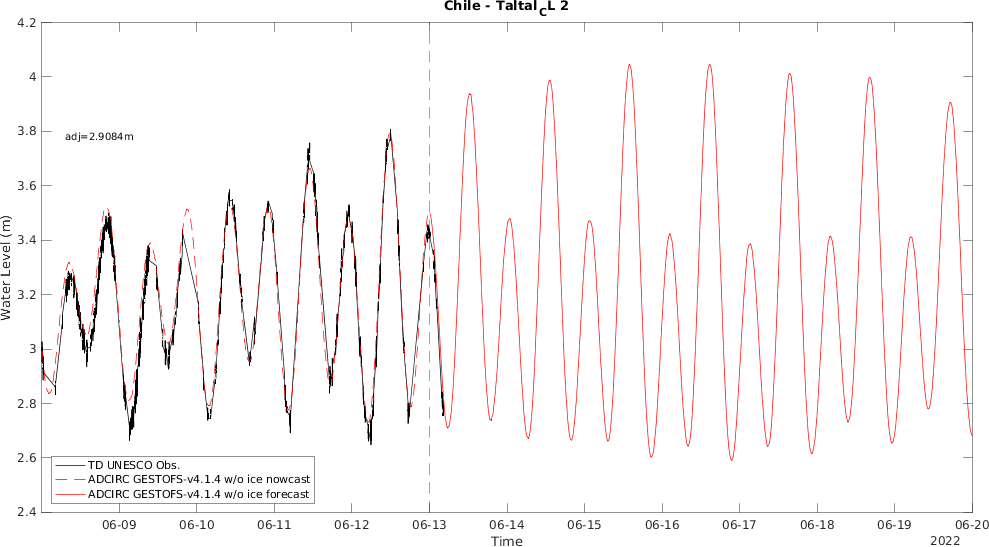 Chile - Taltal_CL 2
4.2
4
3.8
3.6
3.4
3.2
3
2.8
2.6
2.4
Water Level (m)
adj=2.9084m
TD UNESCO Obs.
ADCIRC GESTOFS-v4.1.4 w/o ice nowcast
ADCIRC GESTOFS-v4.1.4 w/o ice forecast
06-09 06-10 06-11 06-12 06-13 06-14 06-15 06-16 06-17 06-18 06-19 06-20
Time
2022